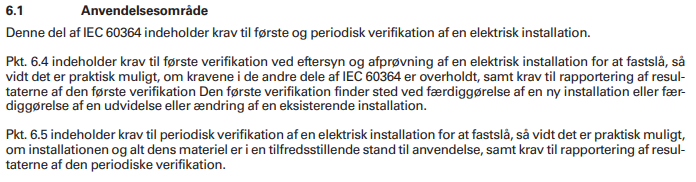 6.1 Anvendelsesområde
Denne del af IEC 60364 indeholder krav til første og periodisk verifikation af en elektrisk installation.
Pkt. 6.4 indeholder krav til første verifikation ved eftersyn og afprøvning af en elektrisk installation for at fastslå, så
vidt det er praktisk muligt, om kravene i de andre dele af IEC 60364 er overholdt, samt krav til rapportering af resul-
taterne af den første verifikation Den første verifikation finder sted ved færdiggørelse af en ny installation eller fær-
diggørelse af en udvidelse eller ændring af en eksisterende installation.
Pkt. 6.5 indeholder krav til periodisk verifikation af en elektrisk installation for at fastslå, så vidt det er praktisk muligt,
om installationen og alt dens materiel er i en tilfredsstillende stand til anvendelse, samt krav til rapportering af resul-
taterne af den periodiske verifikation.